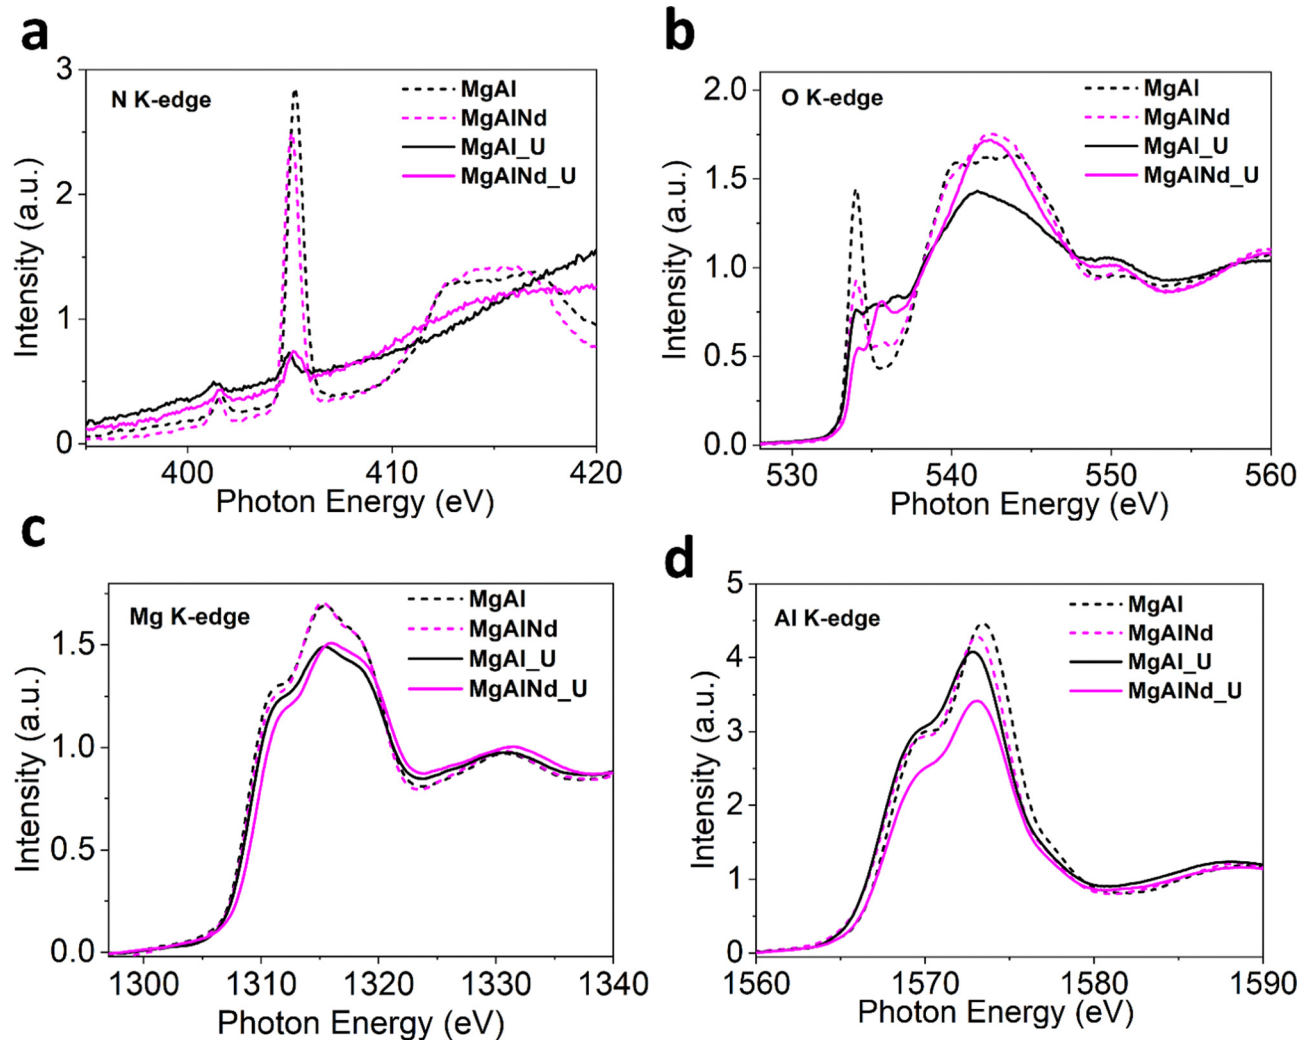 a
N K-edge
MgAl
MgAlNd
MgAl_U
MgAlNd_U
3
2
1
0
400
410
420
Intensity (a.u.)
Photon Energy (eV)
b
O K-edge
MgAl
MgAlNd
MgAl_U
MgAlNd_U
2.0
1.5
1.0
0.5
0.0
530
540
550
560
Intensity (a.u.)
Photon Energy (eV)
c
Mg K-edge
MgAl
MgAlNd
MgAl_U
MgAlNd_U
1.5
1.0
0.5
0.0
1300
1310
1320
1330
1340
Intensity (a.u.)
Photon Energy (eV)
d
Al K-edge
MgAl
MgAlNd
MgAl_U
MgAlNd_U
5
4
3
2
1
0
1560
1570
1580
1590
Intensity (a.u.)
Photon Energy (eV)